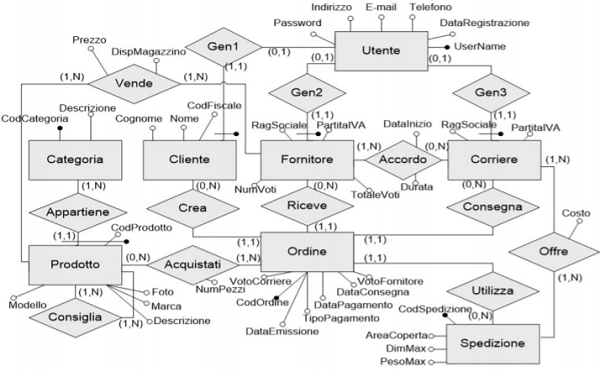 Indirizzo E-mail Telefono
Password DataRegistrazione
Gen1 (0,1) Utente UserName
Prezzo
DispMagazzino
(0,1) (0,1)
(1,N) Vende (1,N) (1,1) Gen2 Gen3
Descrizione CodFiscale
CodCategoria Cognome Nome (1,1) (1,1)
RagSociale PartitaIVA DataInizio RagSociale PartitaIVA
Categoria Cliente Fornitore (1,N) Accordo (0,N) Corriere (1,N)
(1,N) (0,N) NumVoti (0,N) TotaleVoti Durata (0,N)
Appartiene Crea Riceve Consegna Costo
CodProdotto
(1,1) (1,1) (1,1) (1,1) Offre
Prodotto (0,N) Acquistati (1,N) Ordine (1,1) (1,N)
NumPezzi
Modello (1,N) Foto VotoCorriere VotoFornitore Utilizza
Marca CodOrdine DataConsegna
Consiglia (1,N) Descrizione DataPagamento CodSpedizione (0,N)
DataEmissione TipoPagamento
AreaCoperta
DimMax Spedizione
PesoMax